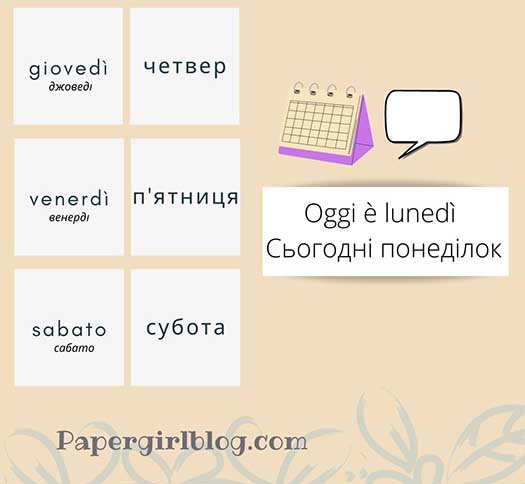 giovedì
джоведі
четвер
venerdì
венерді
п'ятниця
sabato
сабато
субота
Oggi è lunedì
Сьогодні понеділок
Papergirlblog.com